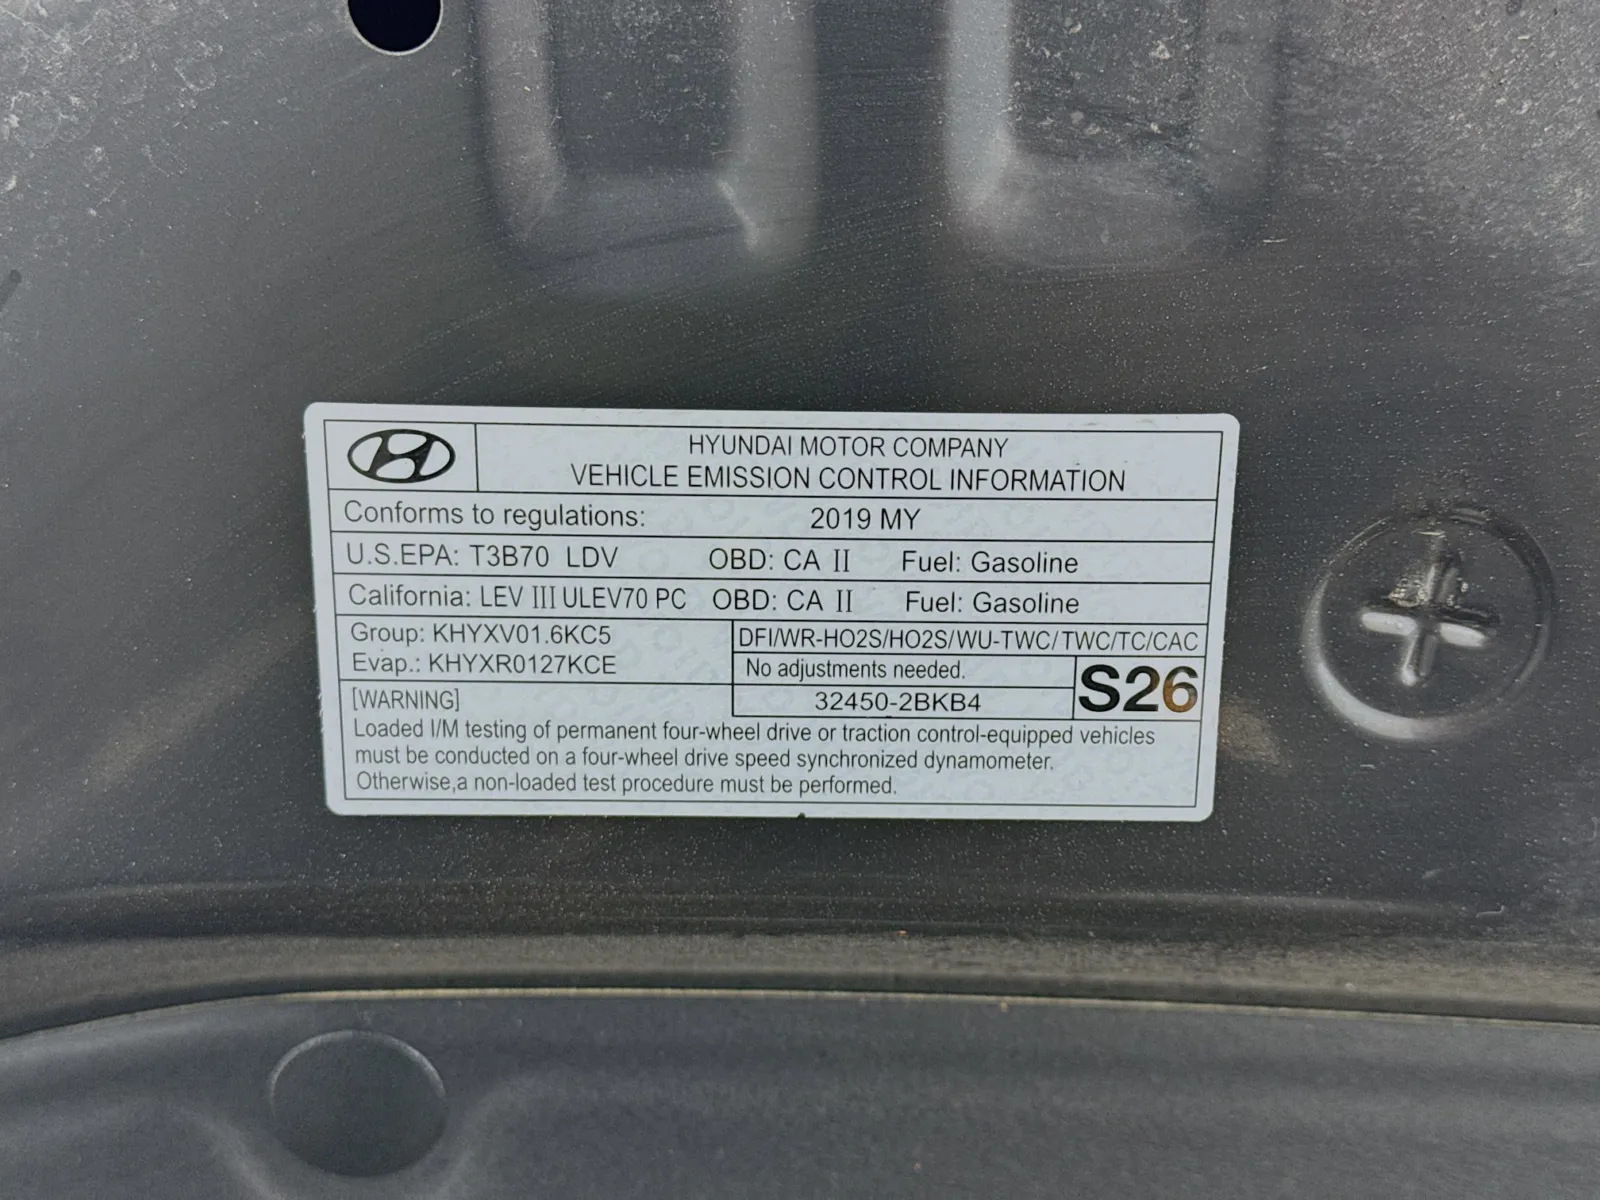 HYUNDAI MOTOR COMPANY
VEHICLE EMISSION CONTROL INFORMATION
Conforms to regulations: 2019 MY
U.S.EPA: T3B70 LDV OBD: CA II Fuel: Gasoline
California: LEV III ULEV70 PC OBD: CA II Fuel: Gasoline
Group: KHYXV01.6KC5
Evap.: KHYXR0127KCE
DFI/WR-HO2S/HO2S/WU-TWC/TWC/TC/CAC
No adjustments needed.
32450-2BKB4
S26
[WARNING]
Loaded I/M testing of permanent four-wheel drive or traction control-equipped vehicles
must be conducted on a four-wheel drive speed synchronized dynamometer.
Otherwise,a non-loaded test procedure must be performed.